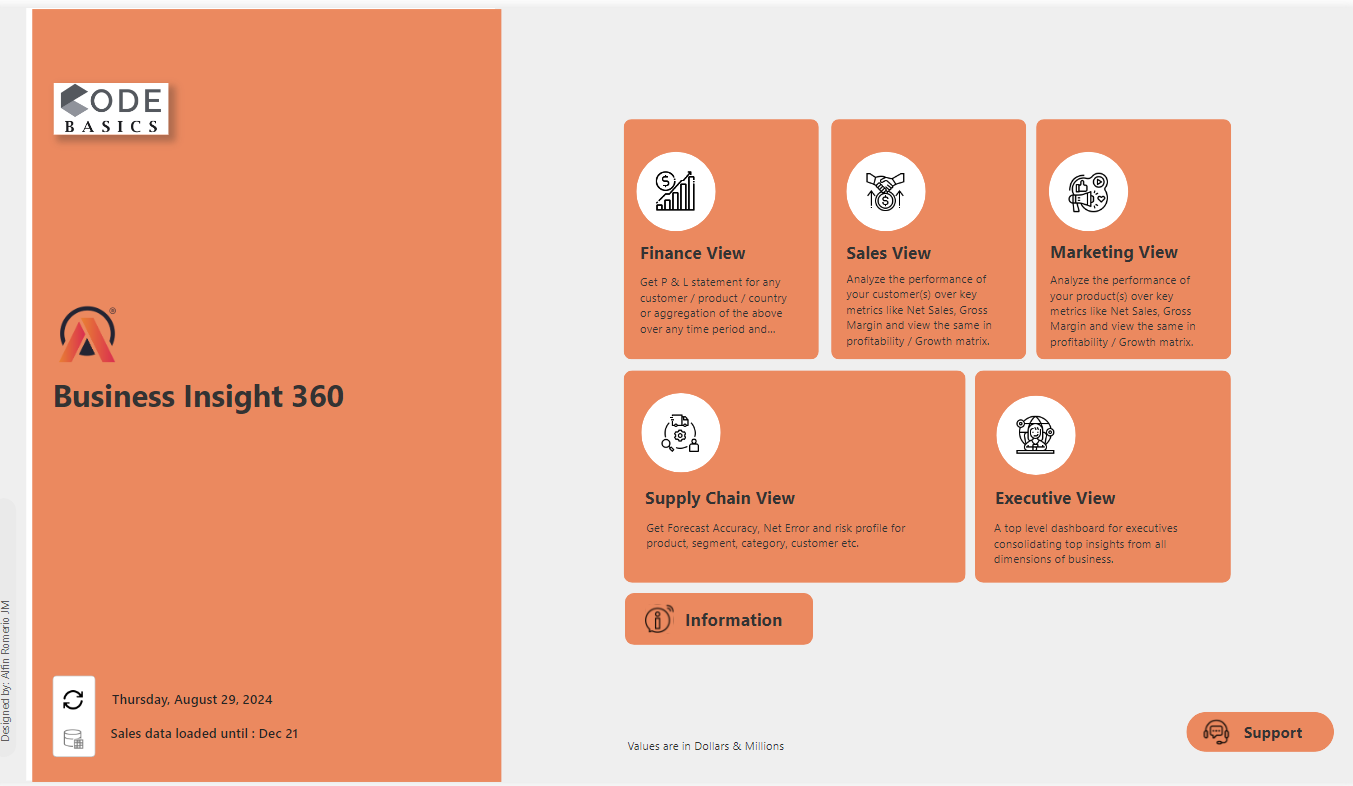 CODE
BASICS
®
Business Insight 360
Thursday, August 29, 2024
Sales data loaded until : Dec 21
Designed by: Alfin Romerio JM
Finance View
Get P & L statement for any
customer / product / country
or aggregation of the above
over any time period and...
Sales View
Analyze the performance of
your customer(s) over key
metrics like Net Sales, Gross
Margin and view the same in
profitability / Growth matrix.
Marketing View
Analyze the performance of
your product(s) over key
metrics like Net Sales, Gross
Margin and view the same in
profitability / Growth matrix.
Supply Chain View
Get Forecast Accuracy, Net Error and risk profile for
product, segment, category, customer etc.
Executive View
A top level dashboard for executives
consolidating top insights from all
dimensions of business.
Information
Values are in Dollars & Millions
Support